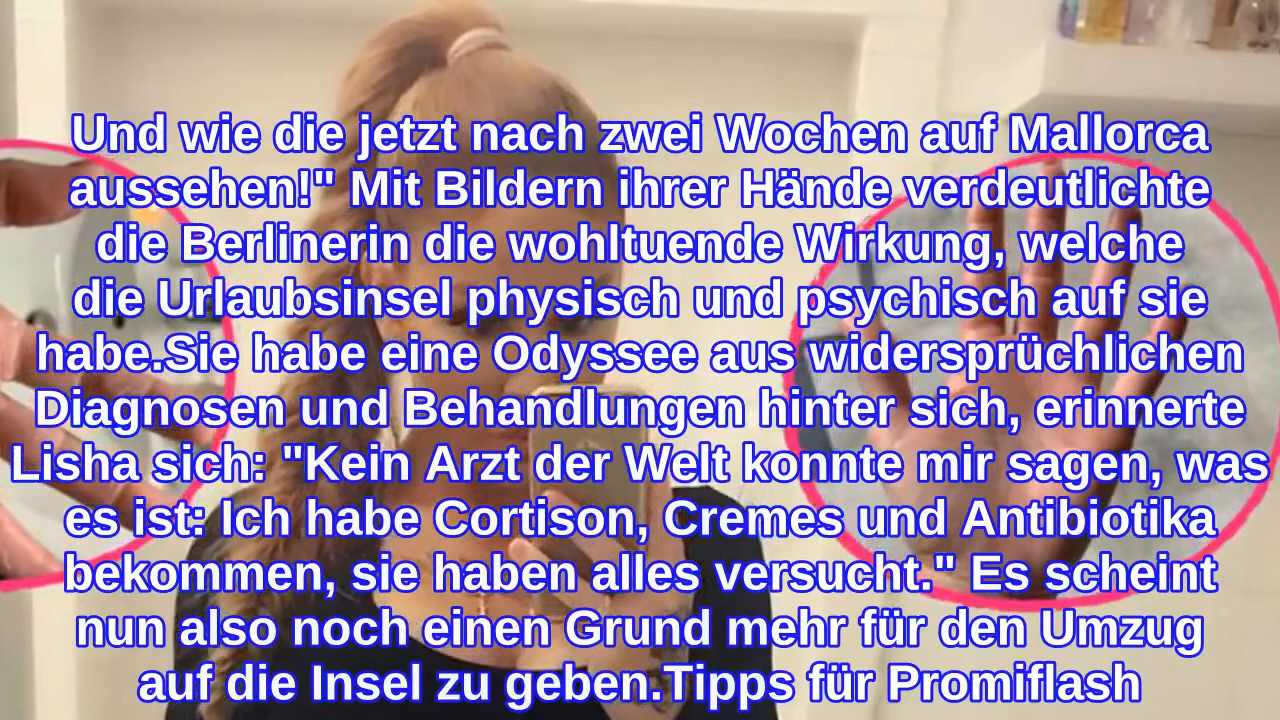 Und wie die jetzt nach zwei Wochen auf Mallorca
aussehen!" Mit Bildern ihrer Hände verdeutlichte
die Berlinerin die wohltuende Wirkung, welche
die Urlaubsinsel physisch und psychisch auf sie
habe.Sie habe eine Odyssee aus widersprüchlichen
Diagnosen und Behandlungen hinter sich, erinnerte
Lisha sich: "Kein Arzt der Welt konnte mir sagen, was
es ist: Ich habe Cortison, Cremes und Antibiotika
bekommen, sie haben alles versucht." Es scheint
nun also noch einen Grund mehr für den Umzug
auf die Insel zu geben.Tipps für Promiflash